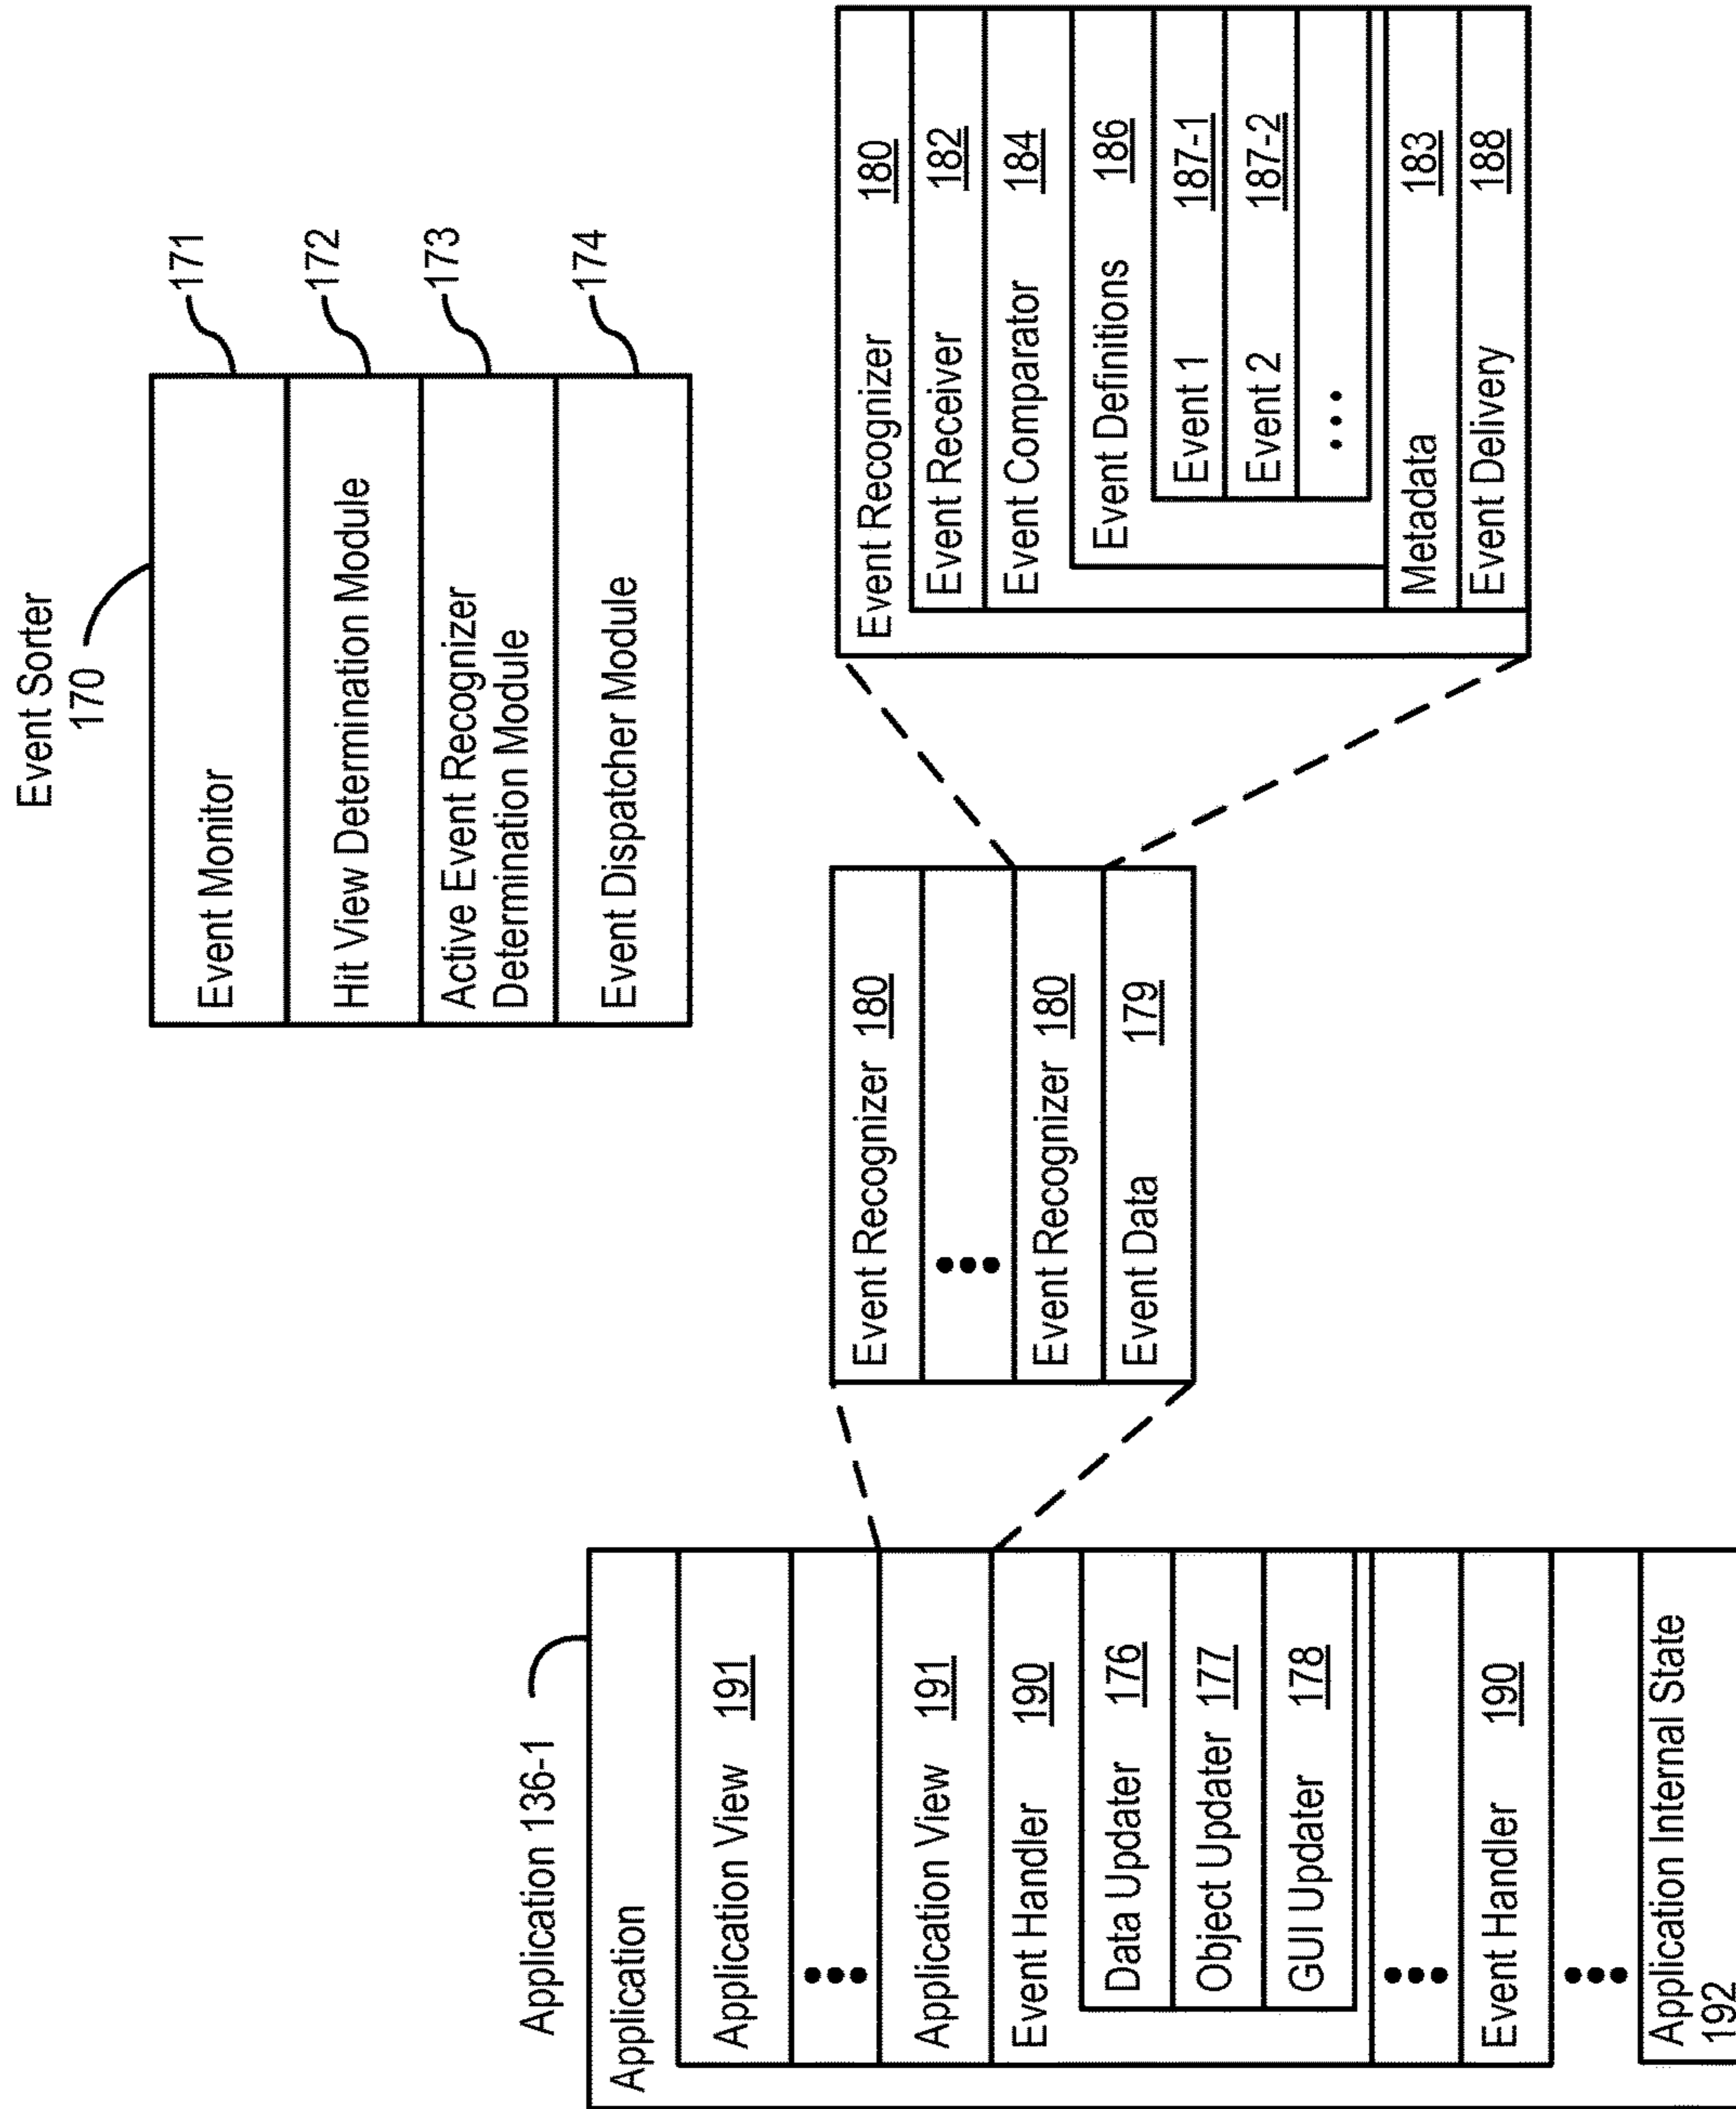 Event Sorter
170
Event Monitor
171
Hit View Determination Module
172
Active Event Recognizer
Determination Module
173
Event Dispatcher Module
174
Application 136-1
Application
Application View 191
•••
Application View 191
Event Handler 190
Data Updater 176
Object Updater 177
GUI Updater 178
•••
Event Handler 190
•••
Application Internal State
192
Event Recognizer 180
•••
Event Recognizer 180
Event Data 179
Event Recognizer 180
Event Receiver 182
Event Comparator 184
Event Definitions 186
Event 1 187-1
Event 2 187-2
•••
Metadata 183
Event Delivery 188